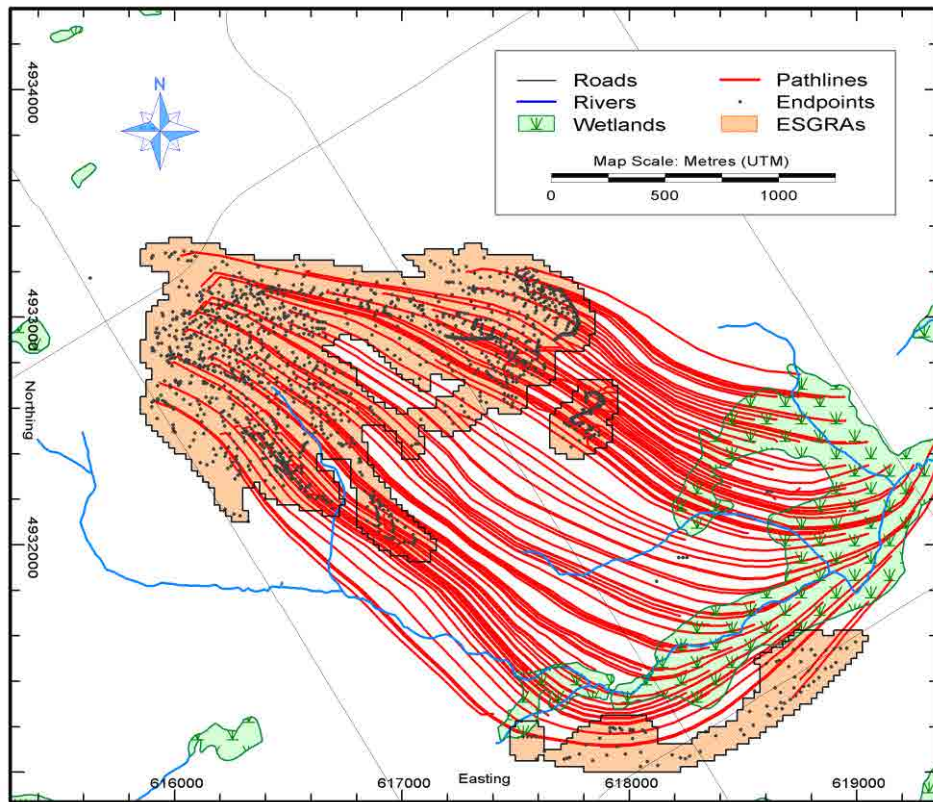 N
Roads
Pathlines
Rivers
Endpoints
Wetlands
ESGRAs
Map Scale: Metres (UTM)
0 500 1000
4934000
4933000
Northing
4932000
Easting
616000 617000 618000 619000